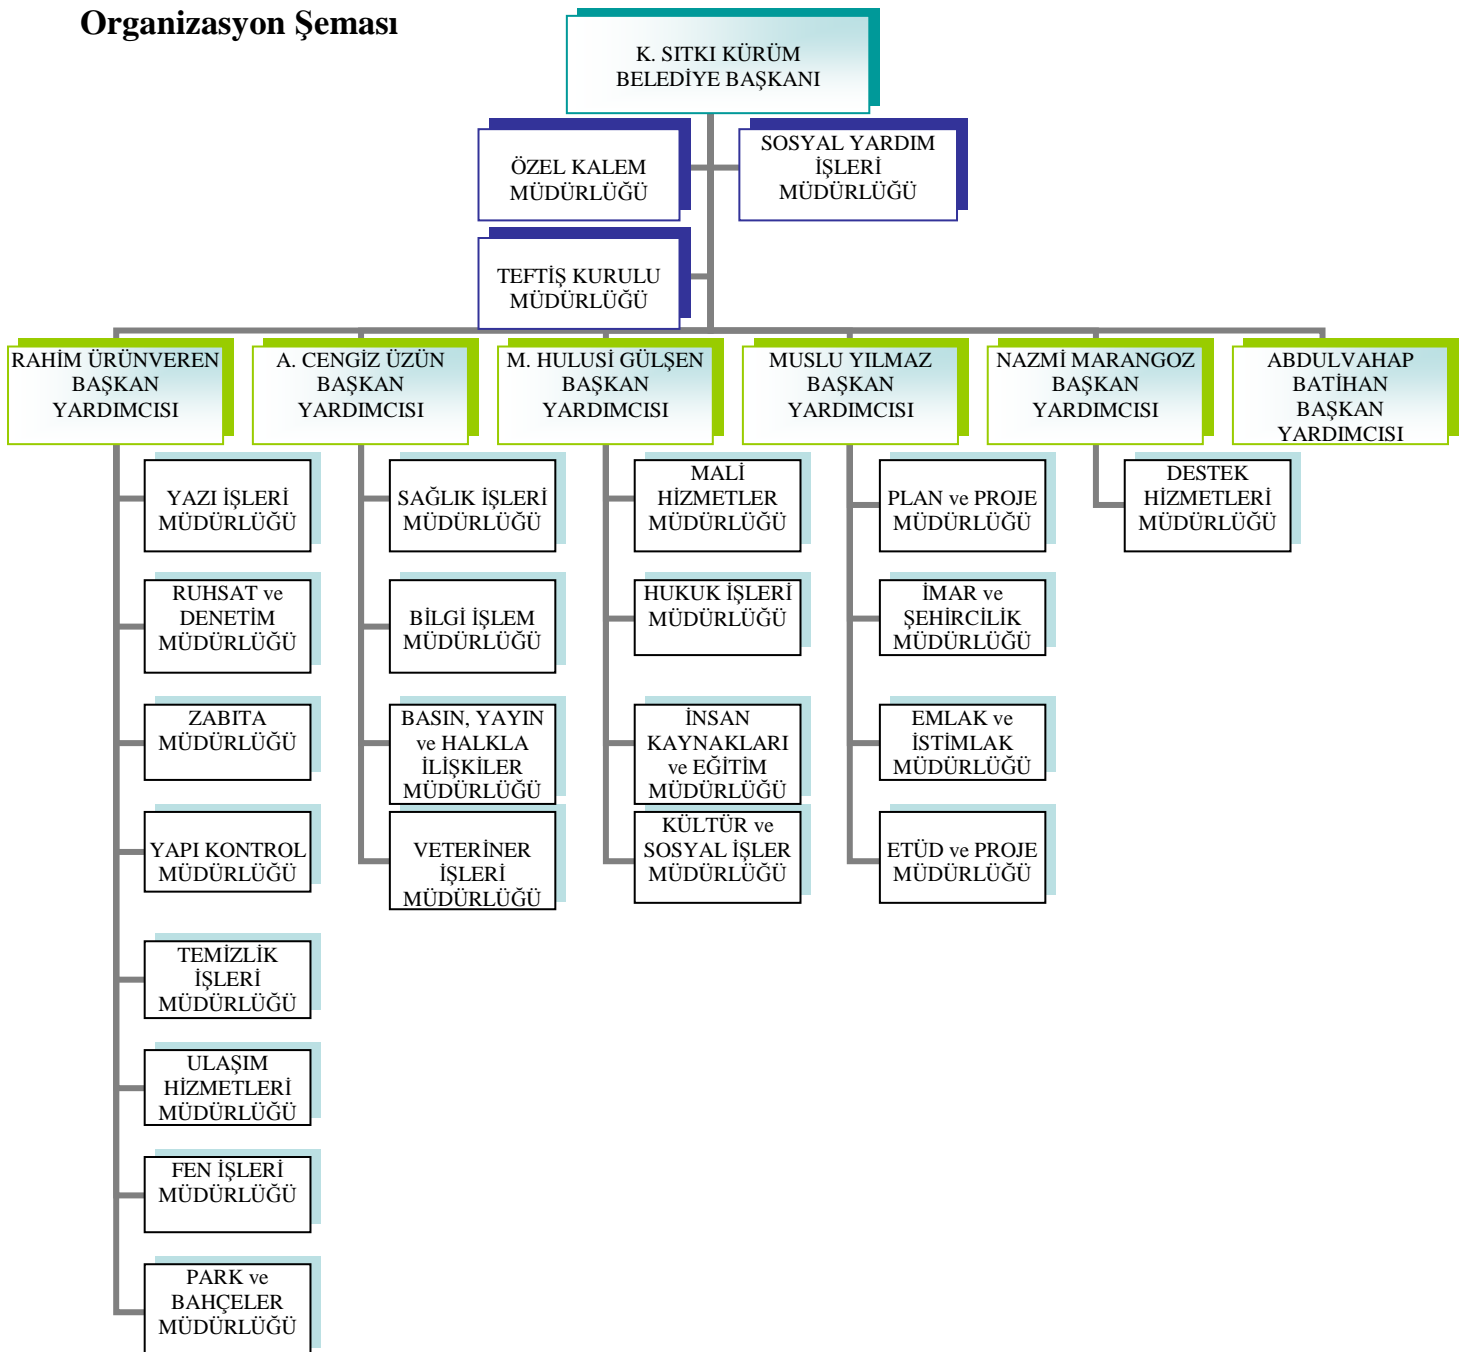 Organizasyon Şeması
K. SITKI KÜRÜM
BELEDİYE BAŞKANI
ÖZEL KALEM
MÜDÜRLÜĞÜ
SOSYAL YARDIM
İŞLERİ
MÜDÜRLÜĞÜ
TEFTİŞ KURULU
MÜDÜRLÜĞÜ
RAHİM ÜRÜNVEREN
BAŞKAN
YARDIMCISI
A. CENGİZ ÜZÜN
BAŞKAN
YARDIMCISI
M. HULUSİ GÜLŞEN
BAŞKAN
YARDIMCISI
MUSLU YILMAZ
BAŞKAN
YARDIMCISI
NAZMİ MARANGOZ
BAŞKAN
YARDIMCISI
ABDULVAHAP
BATİHAN
BAŞKAN
YARDIMCISI
YAZI İŞLERİ
MÜDÜRLÜĞÜ
RUHSAT ve
DENETİM
MÜDÜRLÜĞÜ
ZABITA
MÜDÜRLÜĞÜ
YAPI KONTROL
MÜDÜRLÜĞÜ
TEMİZLİK
İŞLERİ
MÜDÜRLÜĞÜ
ULAŞIM
HİZMETLERİ
MÜDÜRLÜĞÜ
FEN İŞLERİ
MÜDÜRLÜĞÜ
PARK ve
BAHÇELER
MÜDÜRLÜĞÜ
SAĞLIK İŞLERİ
MÜDÜRLÜĞÜ
BİLGİ İŞLEM
MÜDÜRLÜĞÜ
BASIN, YAYIN
ve HALKLA
İLİŞKİLER
MÜDÜRLÜĞÜ
VETERİNER
İŞLERİ
MÜDÜRLÜĞÜ
MALİ
HİZMETLER
MÜDÜRLÜĞÜ
HUKUK İŞLERİ
MÜDÜRLÜĞÜ
İNSAN
KAYNAKLARI
ve EĞİTİM
MÜDÜRLÜĞÜ
KÜLTÜR ve
SOSYAL İŞLER
MÜDÜRLÜĞÜ
PLAN ve PROJE
MÜDÜRLÜĞÜ
İMAR ve
ŞEHİRCİLİK
MÜDÜRLÜĞÜ
EMLAK ve
İSTİMLAK
MÜDÜRLÜĞÜ
ETÜD ve PROJE
MÜDÜRLÜĞÜ
DESTEK
HİZMETLERİ
MÜDÜRLÜĞÜ